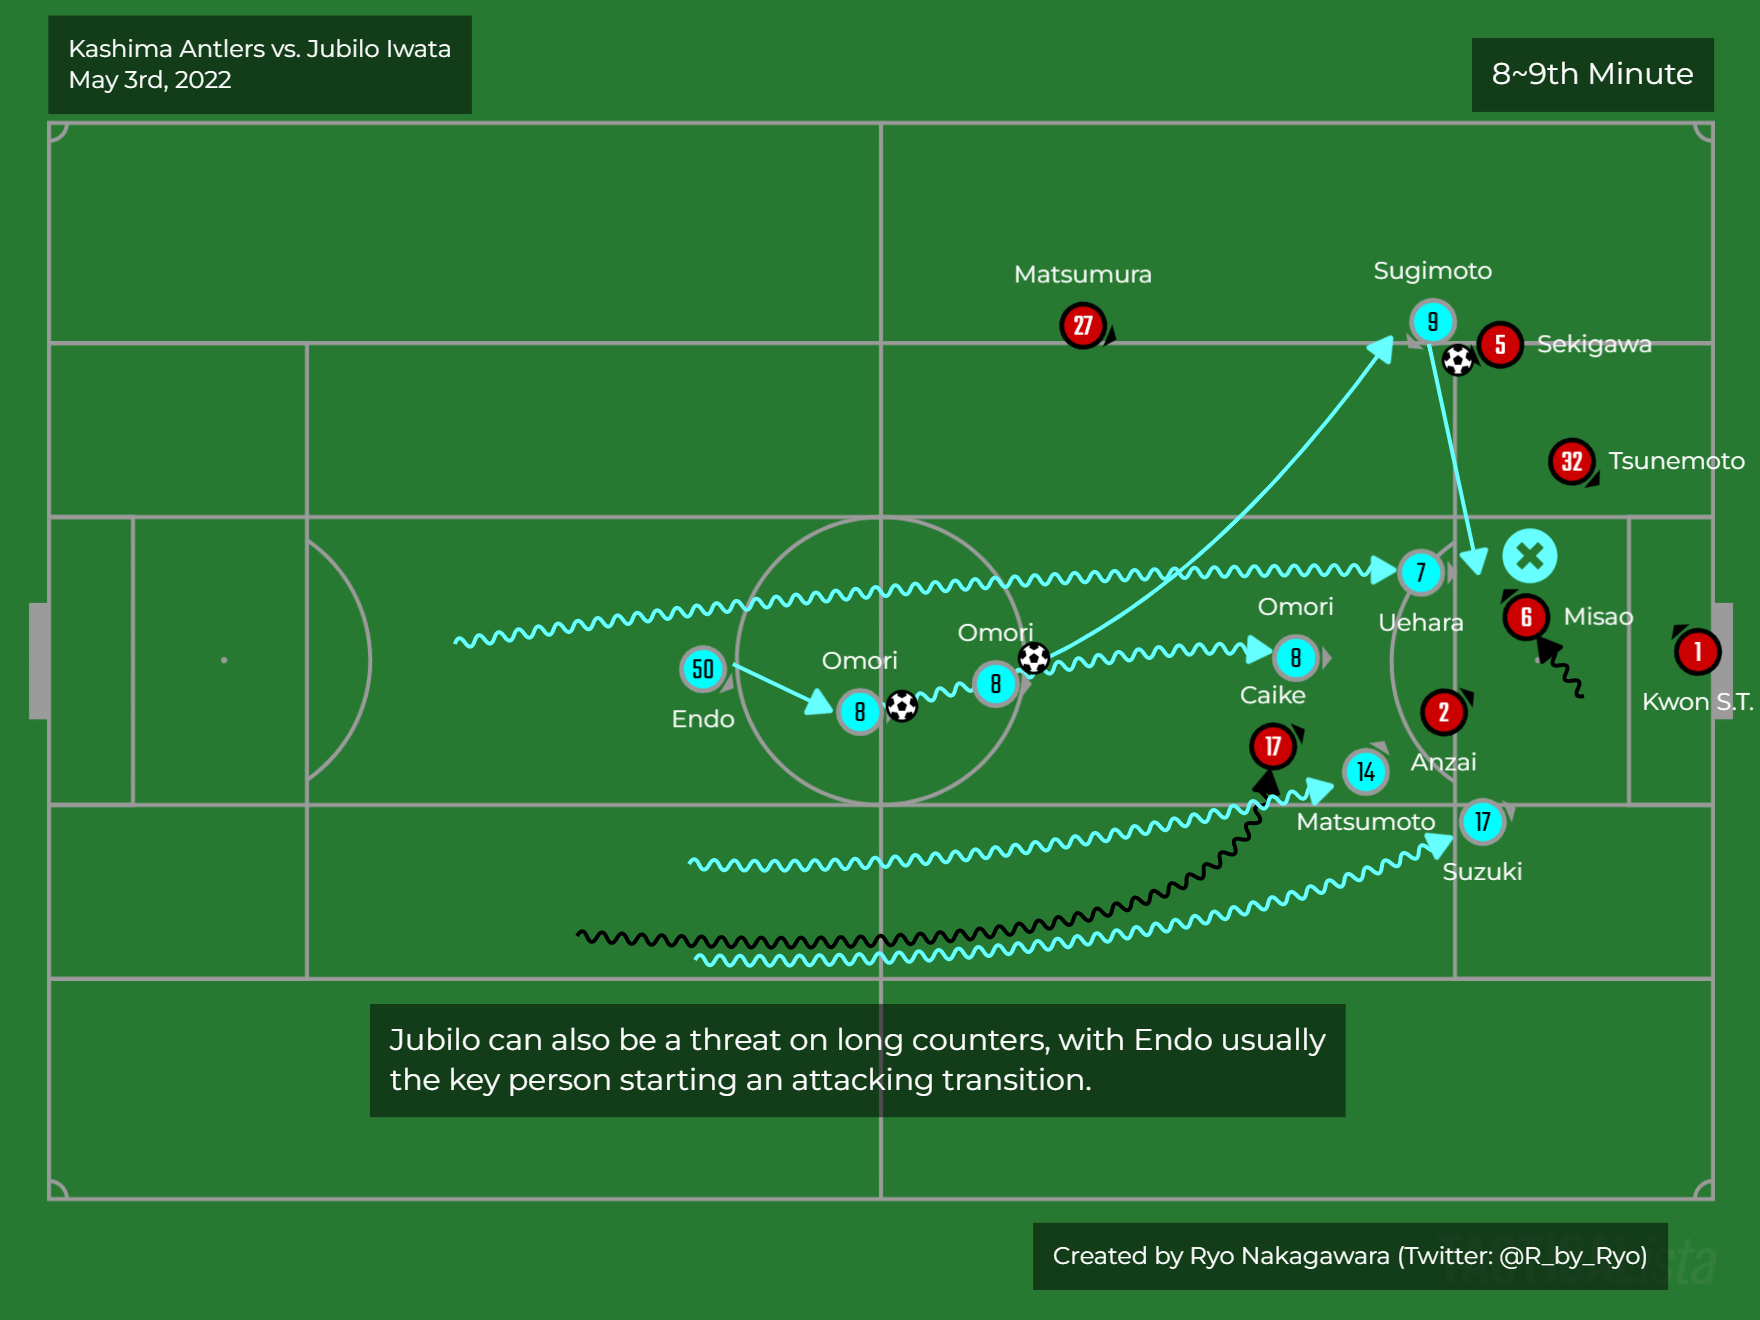 Kashima Antlers vs. Jubilo Iwata
May 3rd, 2022
8~9th Minute
Matsumura
27
Sugimoto
9
5
Sekigawa
32
Tsunemoto
7
Uehara
6
Misao
1
Kwon S.T.
50
Endo
Omori
8
Omori
8
Omori
8
Caike
17
2
Anzai
14
Matsumoto
17
Suzuki
Jubilo can also be a threat on long counters, with Endo usually
the key person starting an attacking transition.
Created by Ryo Nakagawara (Twitter: @R_by_Ryo)